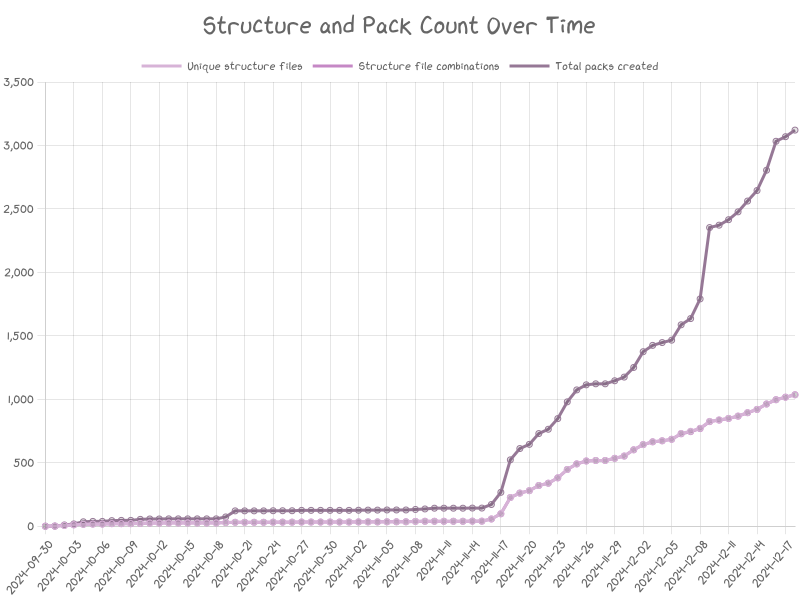 Structure and Pack Count Over Time
Unique structure files Structure file combinations Total packs created
3,500
3,000
2,500
2,000
1,500
1,000
500
0
2024-09-30 2024-10-03 2024-10-06 2024-10-09 2024-10-12 2024-10-15 2024-10-18 2024-10-21 2024-10-24 2024-10-27 2024-10-30 2024-11-02 2024-11-05 2024-11-08 2024-11-11 2024-11-14 2024-11-17 2024-11-20 2024-11-23 2024-11-26 2024-11-29 2024-12-02 2024-12-05 2024-12-08 2024-12-11 2024-12-14 2024-12-17